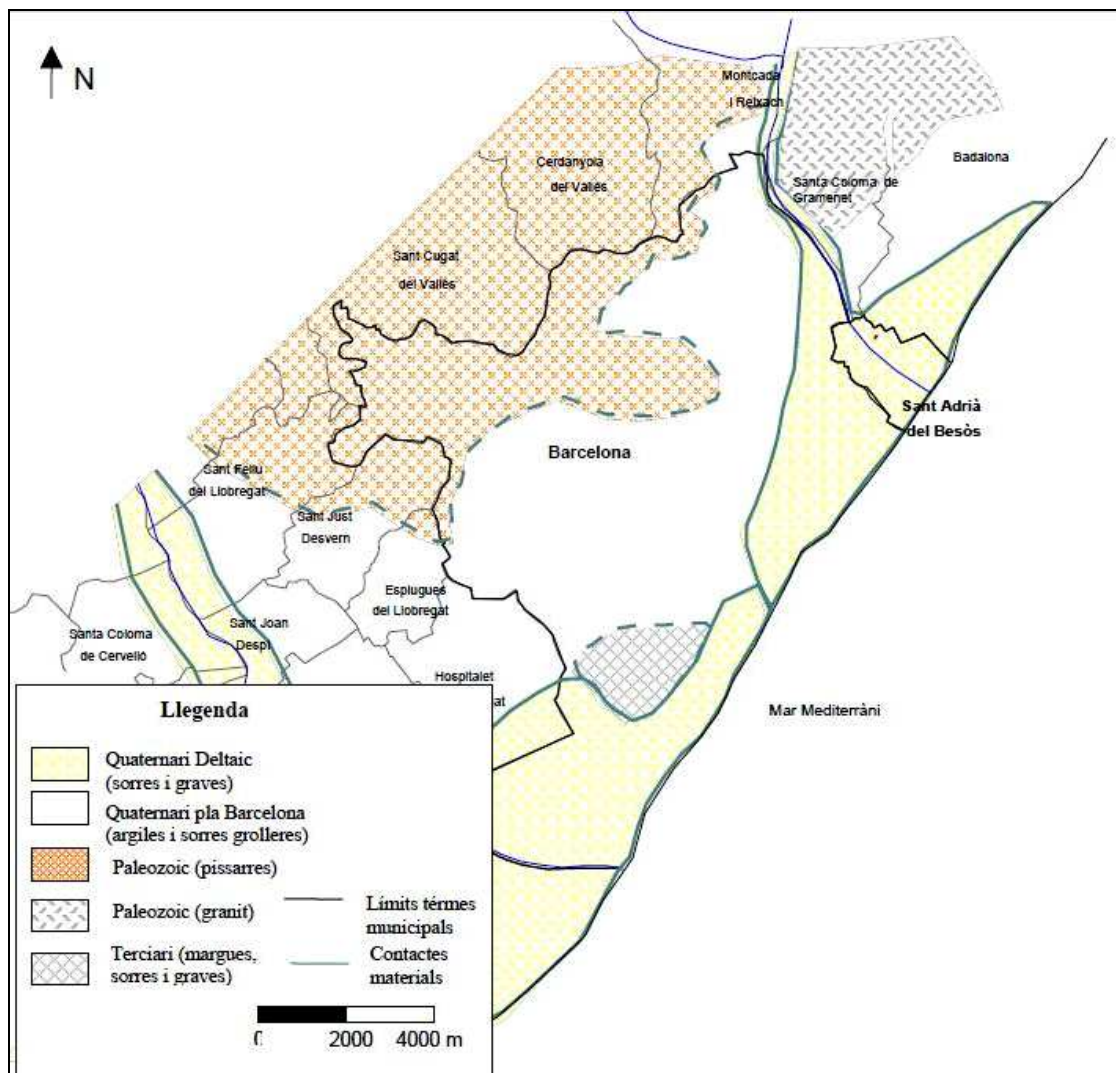 N
Montcada
i Reixach
Cerdanyola
del Vallès
Badalona
Santa Coloma de
Gramenet
Sant Cugat
del Vallès
Sant Adrià
del Besòs
Barcelona
Sant Feliu
del Llobregat
Sant Just
Desvern
Esplugues
del Llobregat
Santa Coloma
de Cervelló
Sant Joan
Despí
Hospitalet
at
Mar Mediterràni
Llegenda
Quaternari Deltaic
(sorres i graves)
Quaternari pla Barcelona
(argiles i sorres grolleres)
Paleozoic (pissarres)
Paleozoic (granit)
Límits térmes
municipals
Terciari (margues,
sorres i graves)
Contactes
materials
0 2000 4000 m